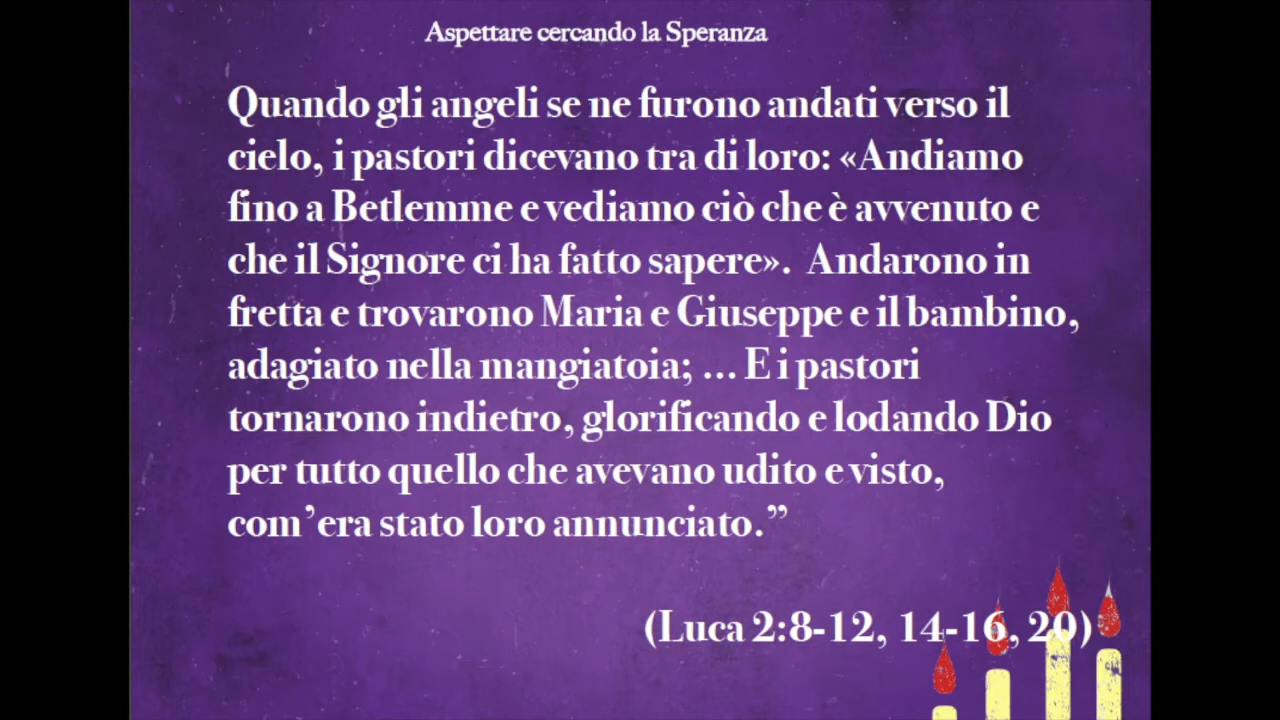 Aspettare cercando la Speranza
Quando gli angeli se ne furono andati verso il
cielo, i pastori dicevano tra di loro: «Andiamo
fino a Betlemme e vediamo ciò che è avvenuto e
che il Signore ci ha fatto sapere». Andarono in
fretta e trovarono Maria e Giuseppe e il bambino,
adagiato nella mangiatoia; ... E i pastori
tornarono indietro, glorificando e lodando Dio
per tutto quello che avevano udito e visto,
com’era stato loro annunciato.”
(Luca 2:8-12, 14-16, 20)